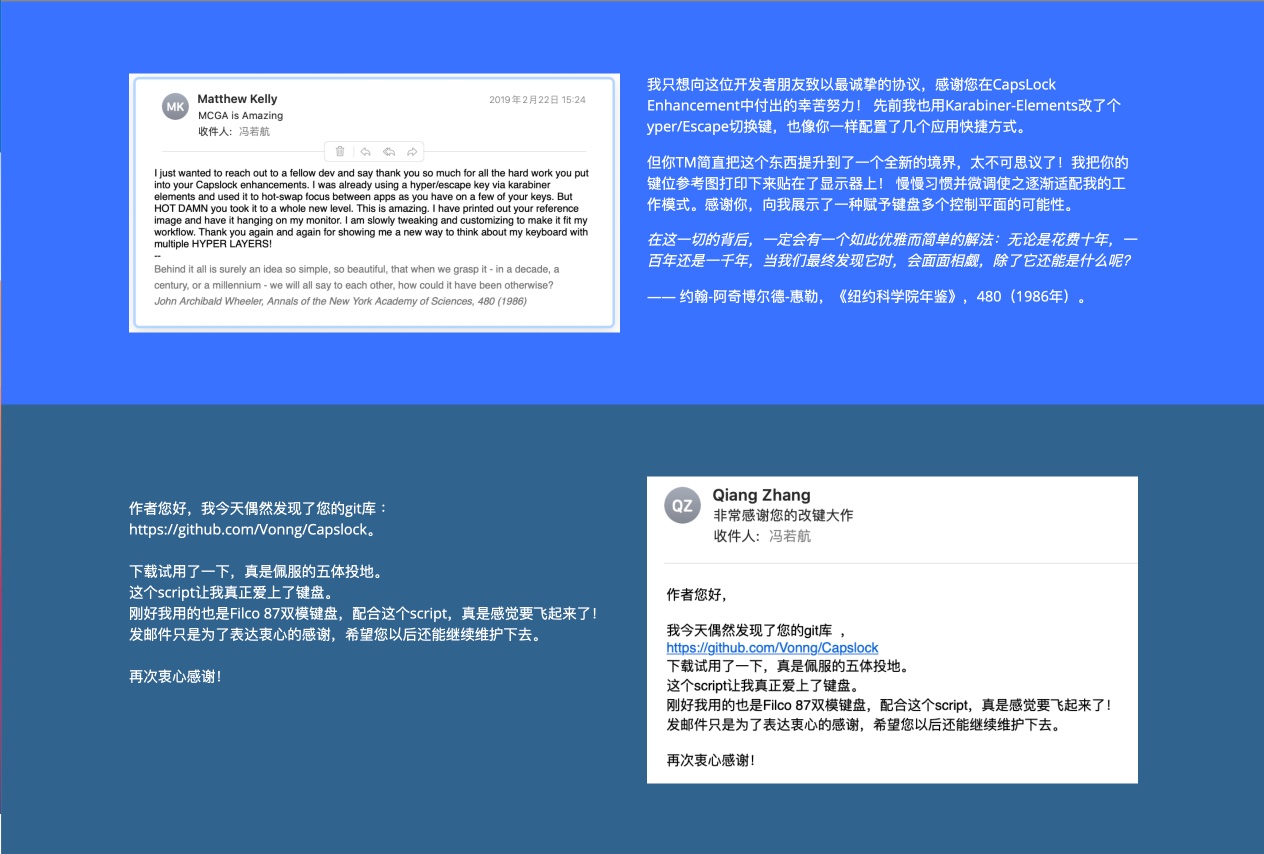 MK
Matthew Kelly
2019年2月22日 15:24
MCGA is Amazing
收件人： 冯若航
I just wanted to reach out to a fellow dev and say thank you so much for all the hard work you put
into your Capslock enhancements. I was already using a hyper/escape key via karabiner
elements and used it to hot-swap focus between apps as you have on a few of your keys. But
HOT DAMN you took it to a whole new level. This is amazing. I have printed out your reference
image and have it hanging on my monitor. I am slowly tweaking and customizing to make it fit my
workflow. Thank you again and again for showing me a new way to think about my keyboard with
multiple HYPER LAYERS!
--
Behind it all is surely an idea so simple, so beautiful, that when we grasp it - in a decade, a
century, or a millennium - we will all say to each other, how could it have been otherwise?
John Archibald Wheeler, Annals of the New York Academy of Sciences, 480 (1986)
我只想向这位开发者朋友致以最诚挚的协议，感谢您在CapsLock
Enhancement中付出的幸苦努力！ 先前我也用Karabiner-Elements改了个
yper/Escape切换键，也像你一样配置了几个应用快捷方式。
但你TM简直把这个东西提升到了一个全新的境界，太不可思议了！我把你的
键位参考图打印下来贴在了显示器上！ 慢慢习惯并微调使之逐渐适配我的工
作模式。感谢你，向我展示了一种赋予键盘多个控制平面的可能性。
在这一切的背后，一定会有一个如此优雅而简单的解法：无论是花费十年，一
百年还是一千年，当我们最终发现它时，会面面相觑，除了它还能是什么呢？
—— 约翰-阿奇博尔德-惠勒，《纽约科学院年鉴》，480（1986年）。
作者您好，我今天偶然发现了您的git库：
https://github.com/Vonng/Capslock。
下载试用了一下，真是佩服的五体投地。
这个script让我真正爱上了键盘。
刚好我用的也是Filco 87双模键盘，配合这个script，真是感觉要飞起来了！
发邮件只是为了表达衷心的感谢，希望您以后还能继续维护下去。
再次衷心感谢！
QZ
Qiang Zhang
非常感谢您的改键大作
收件人： 冯若航
作者您好，
我今天偶然发现了您的git库 ，
https://github.com/Vonng/Capslock
下载试用了一下，真是佩服的五体投地。
这个script让我真正爱上了键盘。
刚好我用的也是Filco 87双模键盘，配合这个script，真是感觉要飞起来了！
发邮件只是为了表达衷心的感谢，希望您以后还能继续维护下去。
再次衷心感谢！